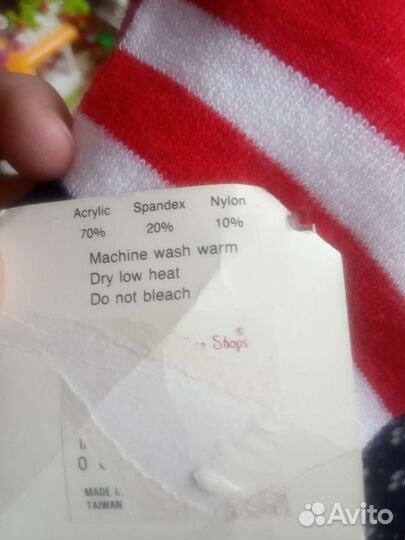 Acrylic Spandex Nylon
70% 20% 10%
Machine wash warm
Dry low heat
Do not bleach
Shops®
0
MADE
TAIWAN
Avito